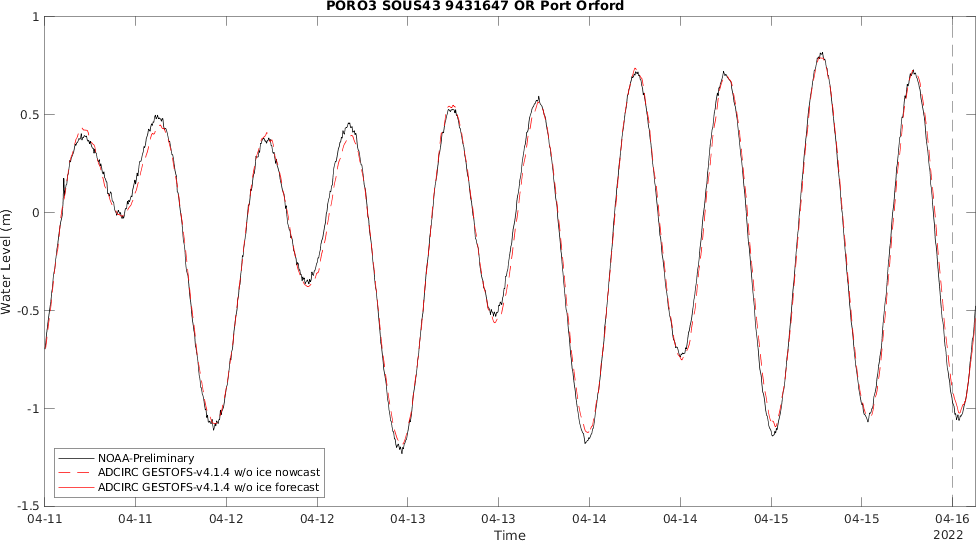 PORO3 SOUS43 9431647 OR Port Orford
1
0.5
0
-0.5
-1
-1.5
Water Level (m)
NOAA-Preliminary
ADCIRC GESTOFS-v4.1.4 w/o ice nowcast
ADCIRC GESTOFS-v4.1.4 w/o ice forecast
04-11 04-11 04-12 04-12 04-13 04-13 04-14 04-14 04-15 04-15 04-16
Time
2022